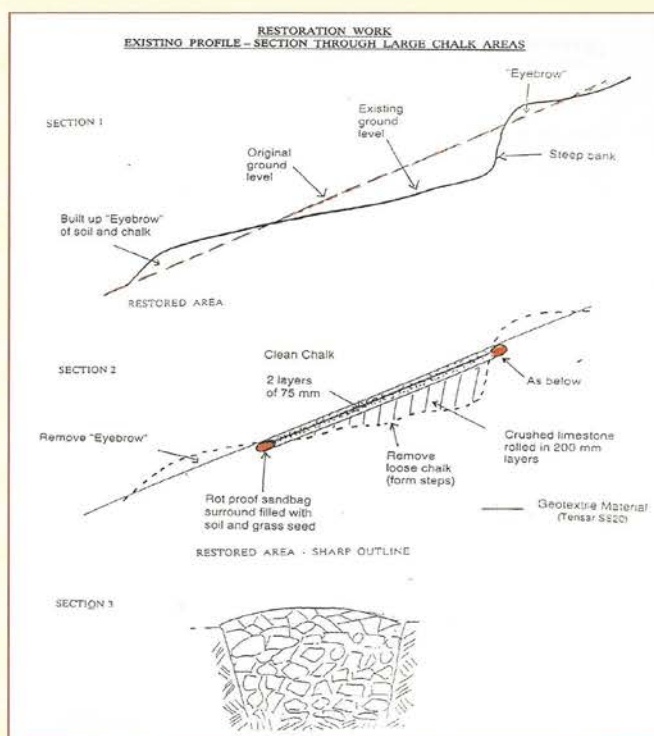 RESTORATION WORK
EXISTING PROFILE – SECTION THROUGH LARGE CHALK AREAS
SECTION 1
"Eyebrow"
Existing
ground
level
Original
ground
level
Steep bank
Built up "Eyebrow"
of soil and chalk
RESTORED AREA
SECTION 2
Clean Chalk
2 layers
of 75 mm
As below
Remove "Eyebrow"
Crushed limestone
rolled in 200 mm
layers
Remove
loose chalk
(form steps)
Rot proof sandbag
surround filled with
soil and grass seed
Geotextile Material
(Tensar SS20)
RESTORED AREA - SHARP OUTLINE
SECTION 3